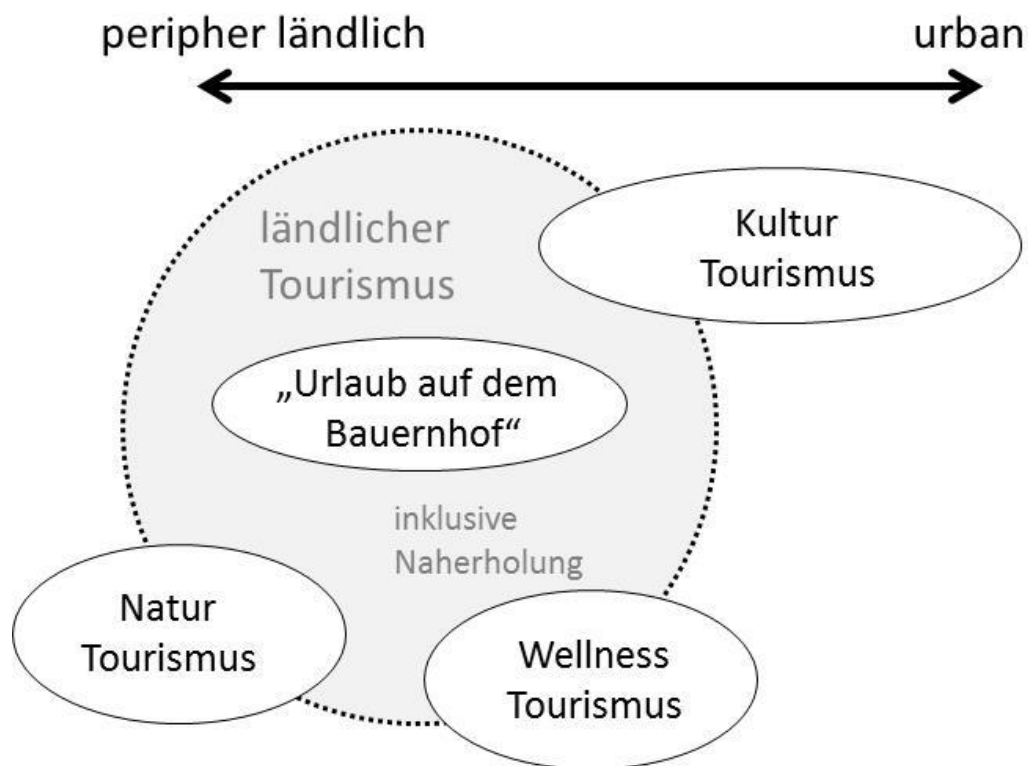 peripher ländlich
urban
ländlicher
Tourismus
Kultur
Tourismus
„Urlaub auf dem
Bauernhof“
inklusive
Naherholung
Natur
Tourismus
Wellness
Tourismus